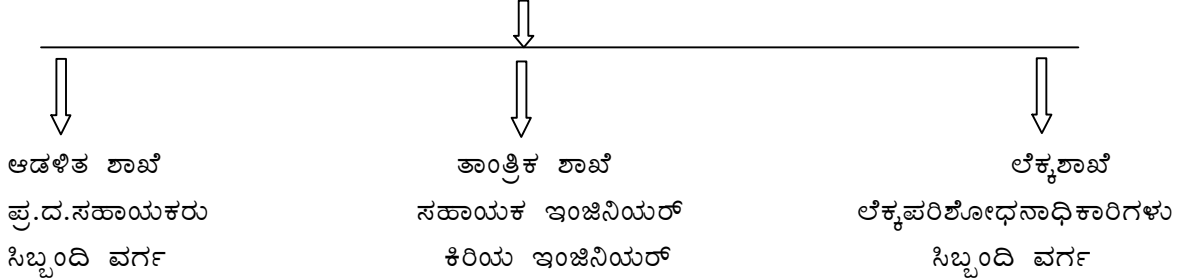 ಆಡಳಿತ ಶಾಖೆ ತಾಂತ್ರಿಕ ಶಾಖೆ ಲೆಕ್ಕಶಾಖೆ
ಪ್ರ.ದ.ಸಹಾಯಕರು ಸಹಾಯಕ ಇಂಜಿನಿಯರ್ ಲೆಕ್ಕಪರಿಶೋಧನಾಧಿಕಾರಿಗಳು
ಸಿಬ್ಬಂದಿ ವರ್ಗ ಕಿರಿಯ ಇಂಜಿನಿಯರ್ ಸಿಬ್ಬಂದಿ ವರ್ಗ